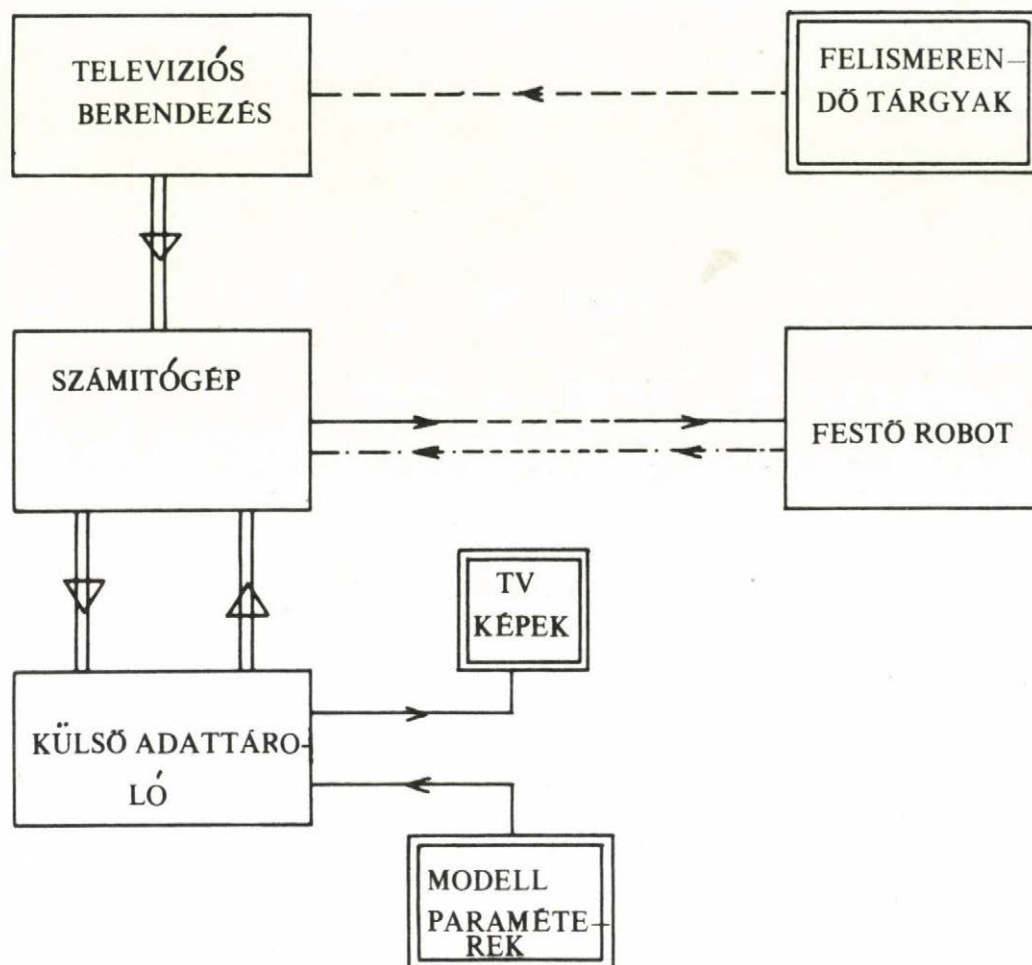 TELEVIZIÓS
BERENDEZÉS
FELISMEREN–
DŐ TÁRGYAK
SZÁMITÓGÉP
FESTŐ ROBOT
TV
KÉPEK
KÜLSŐ ADATTÁRO–
LÓ
MODELL
PARAMÉTE–
REK